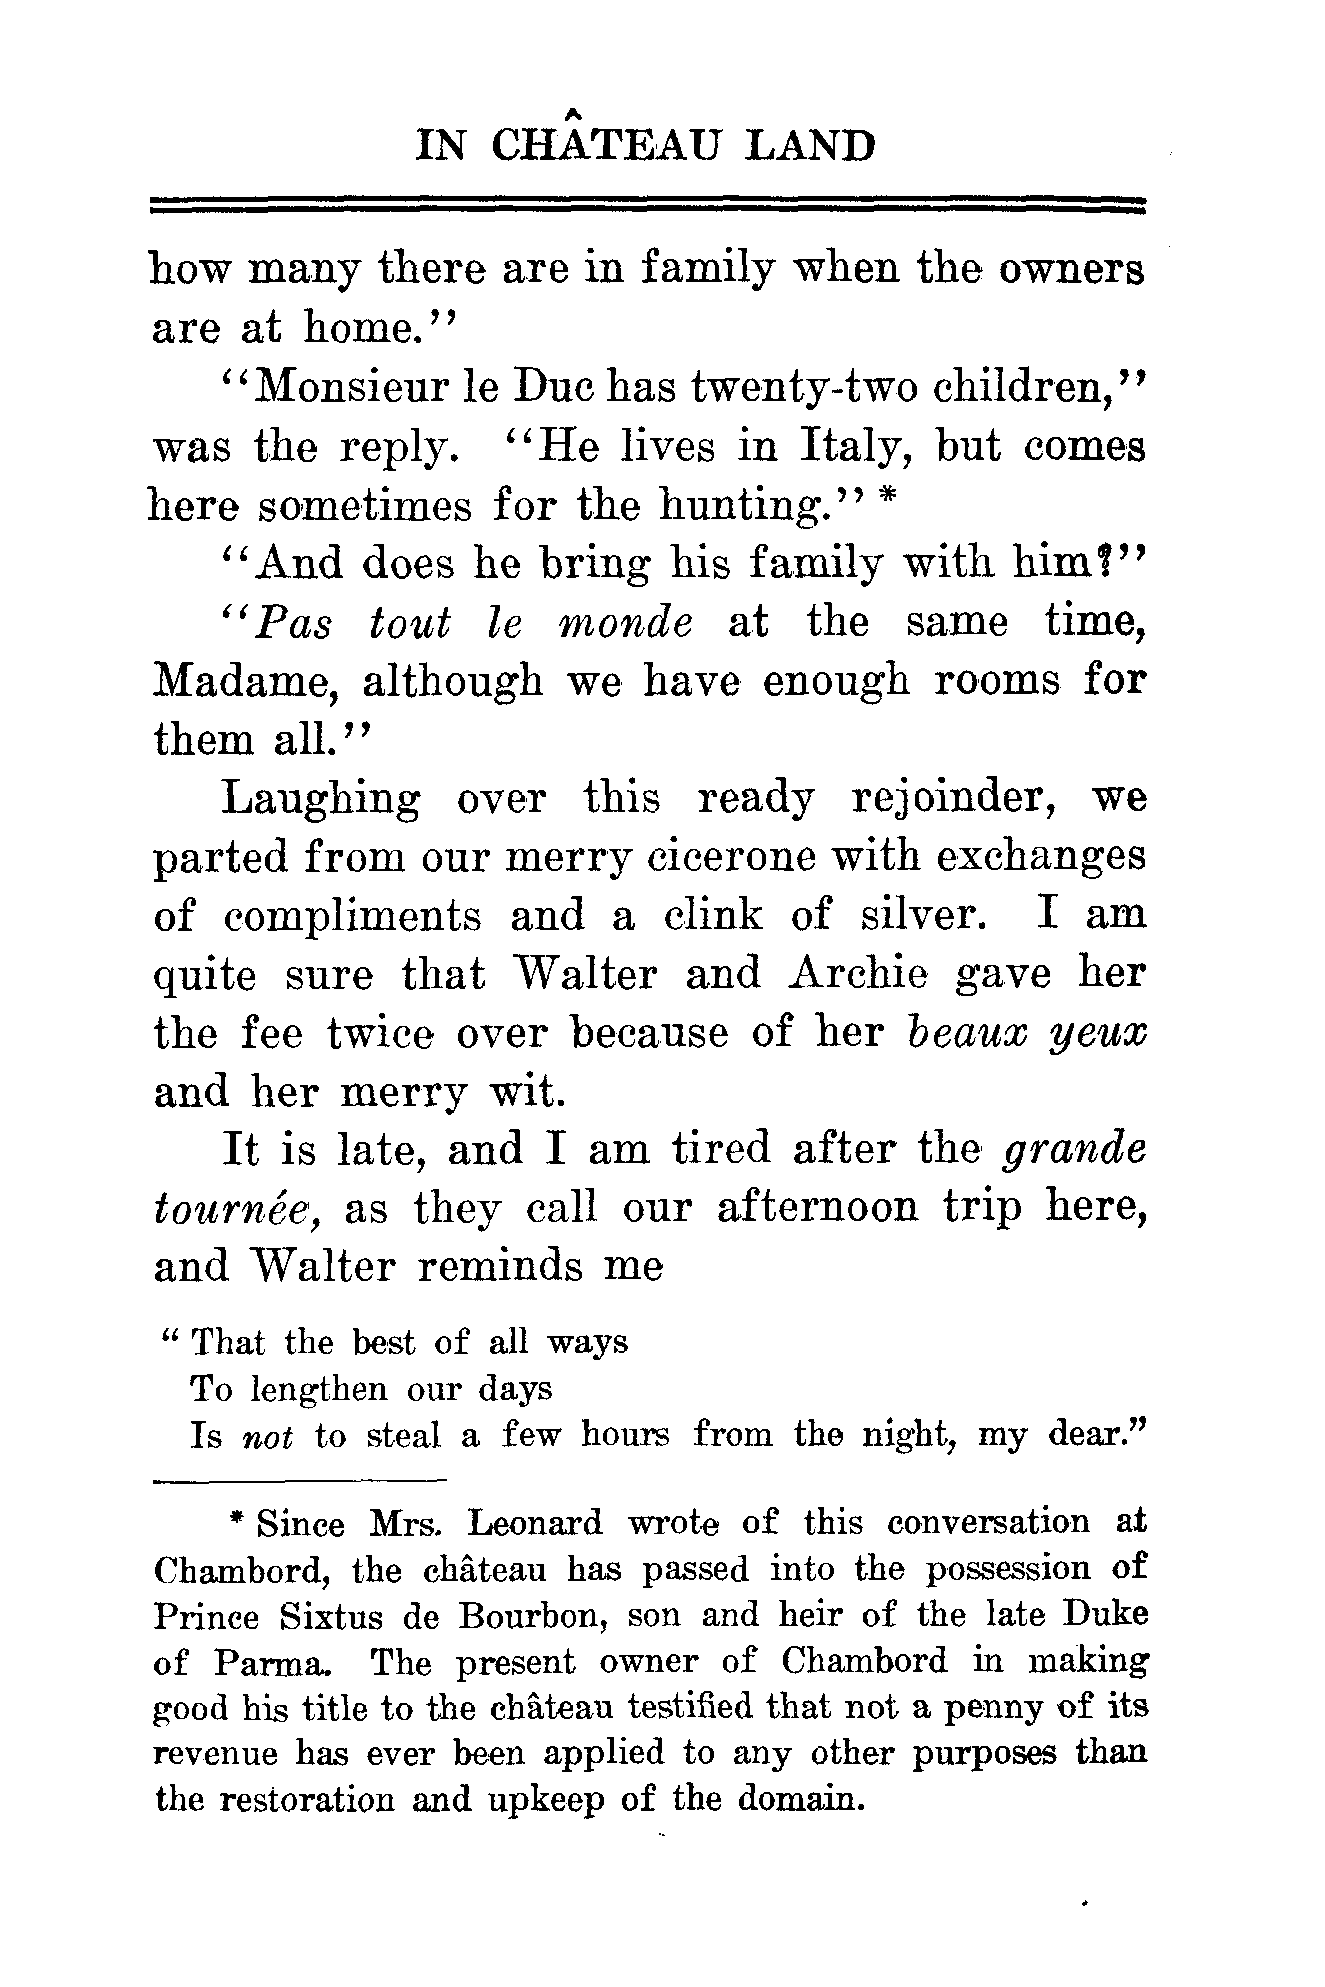 IN CHÂTEAU LAND
how many there are in family when the owners
are at home.''
''Monsieur le Duc has twenty-two children,''
was the reply. ''He lives in Italy, but comes
here sometimes for the hunting.'' *
''And does he bring his family with him?''
''Pas tout le monde at the same time,
Madame, although we have enough rooms for
them all.''
Laughing over this ready rejoinder, we
parted from our merry cicerone with exchanges
of compliments and a clink of silver. I am
quite sure that Walter and Archie gave her
the fee twice over because of her beaux yeux
and her merry wit.
It is late, and I am tired after the grande
tournée, as they call our afternoon trip here,
and Walter reminds me
“ That the best of all ways
To lengthen our days
Is not to steal a few hours from the night, my dear.”
* Since Mrs. Leonard wrote of this conversation at
Chambord, the château has passed into the possession of
Prince Sixtus de Bourbon, son and heir of the late Duke
of Parma. The present owner of Chambord in making
good his title to the château testified that not a penny of its
revenue has ever been applied to any other purposes than
the restoration and upkeep of the domain.